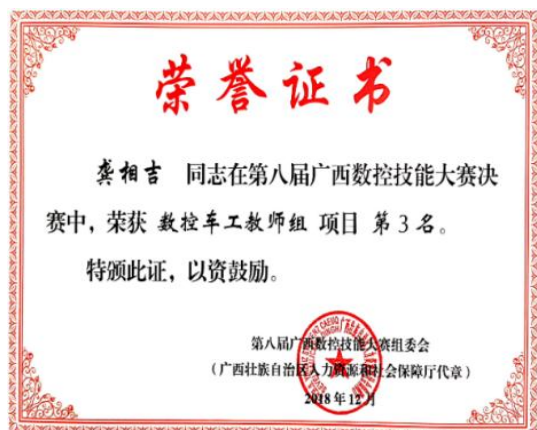 荣誉证书
龚相吉 同志在第八届广西数控技能大赛决
赛中，荣获 数控车工教师组 项目 第3名。
特颁此证，以资鼓励。
第八届广西数控技能大赛组委会
（广西壮族自治区人力资源和社会保障厅代章）
2018年12月